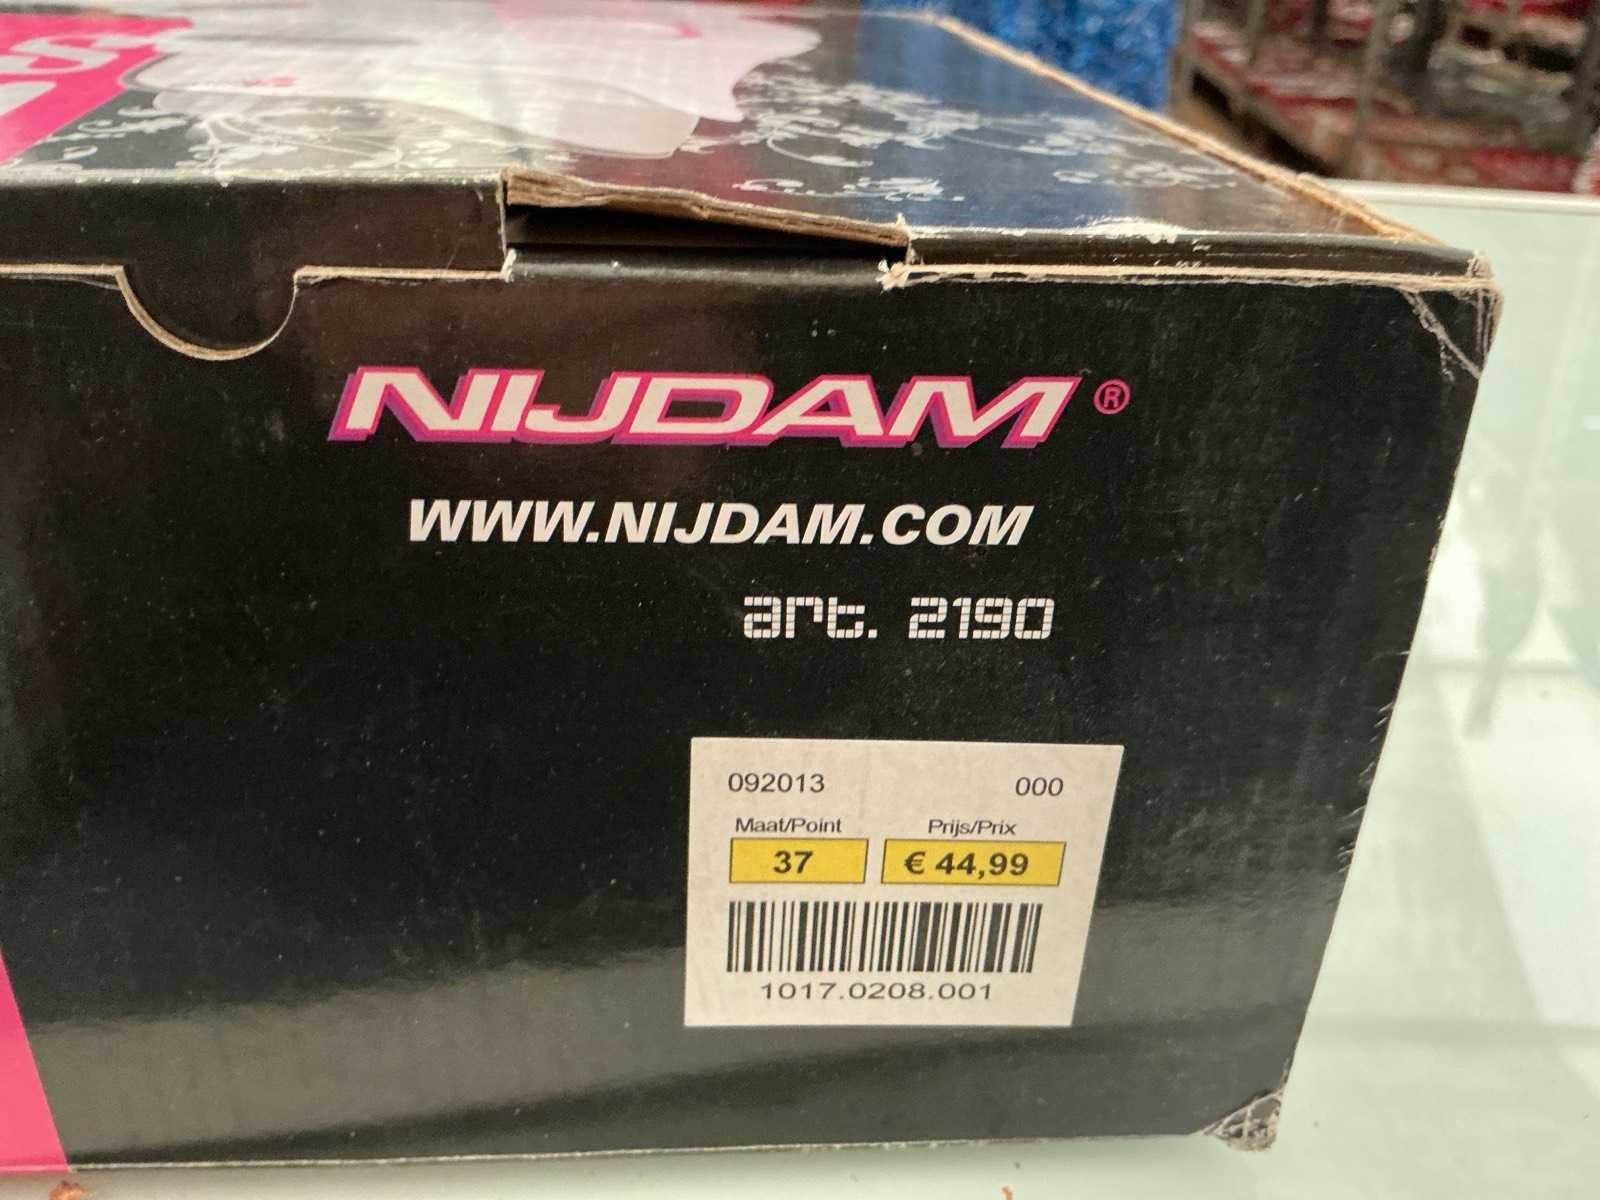 NIJDAM®
WWW.NIJDAM.COM
art. 2190
092013 000
Maat/Point Prijs/Prix
37 € 44,99
1017.0208.001